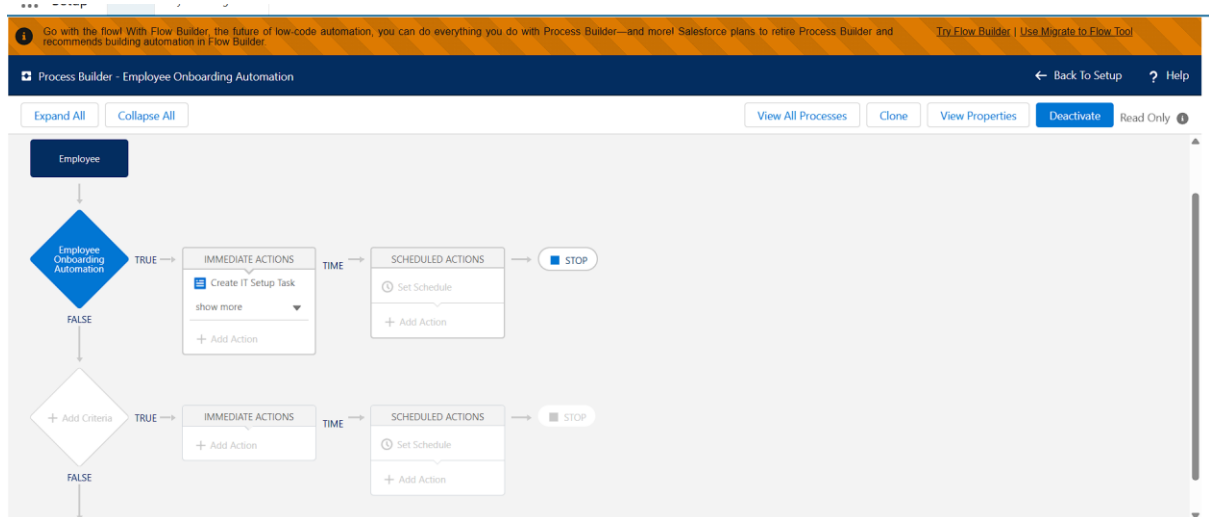 Go with the flow! With Flow Builder, the future of low-code automation, you can do everything you do with Process Builder—and more! Salesforce plans to retire Process Builder and
recommends building automation in Flow Builder.
Try Flow Builder | Use Migrate to Flow Tool
Process Builder - Employee Onboarding Automation
Back To Setup
? Help
Expand All
Collapse All
View All Processes
Clone
View Properties
Deactivate
Read Only
Employee
Employee
Onboarding
Automation
TRUE
IMMEDIATE ACTIONS
TIME
SCHEDULED ACTIONS
STOP
Create IT Setup Task
Set Schedule
show more
+ Add Action
+ Add Action
FALSE
+ Add Criteria
TRUE
IMMEDIATE ACTIONS
TIME
SCHEDULED ACTIONS
STOP
+ Add Action
Set Schedule
+ Add Action
FALSE